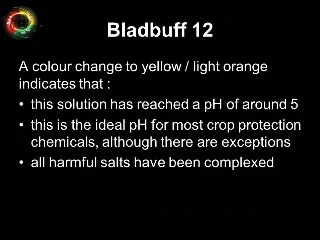 Bladbuff 12
A colour change to yellow / light orange
indicates that :
• this solution has reached a pH of around 5
• this is the ideal pH for most crop protection
chemicals, although there are exceptions
• all harmful salts have been complexed